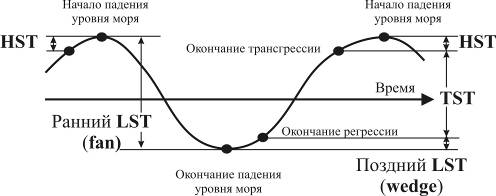 Начало падения
уровня моря
Начало падения
уровня моря
HST
Окончание трансгрессии
HST
Время
TST
Ранний LST
(fan)
Окончание регрессии
Окончание падения
уровня моря
Поздний LST
(wedge)